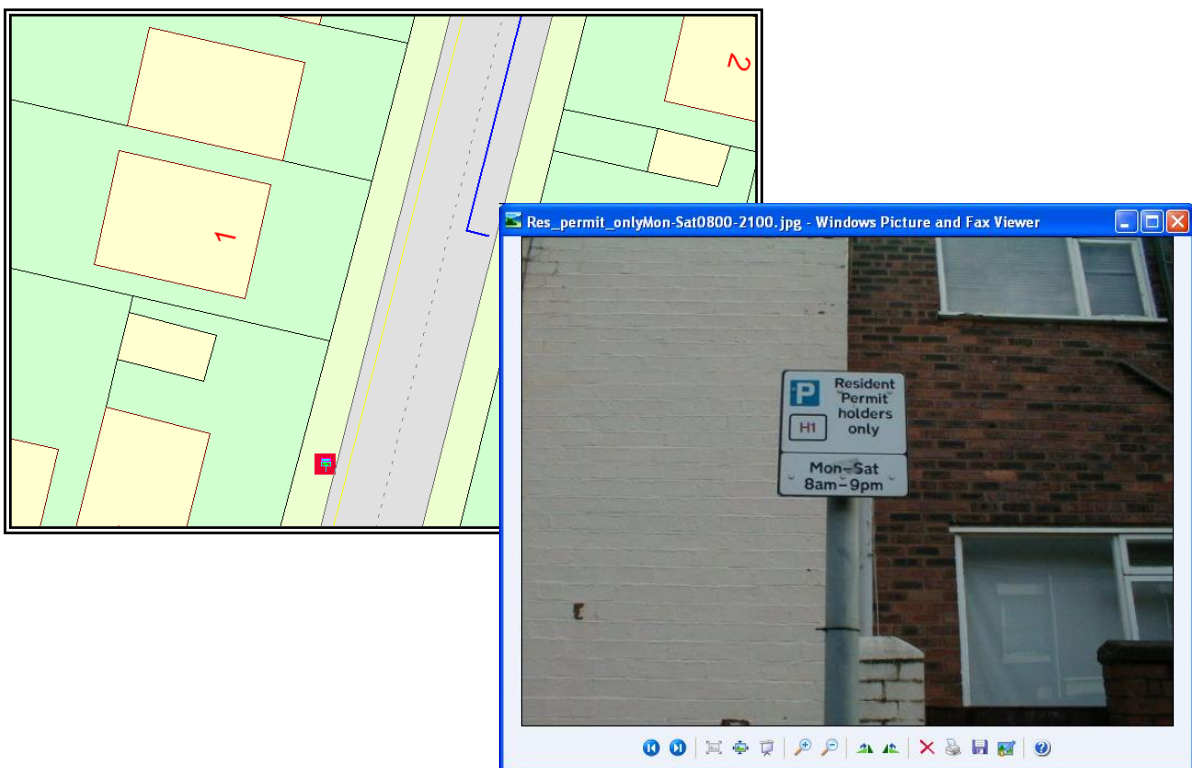 2
1
Res_permit_onlyMon-Sat0800-2100.jpg - Windows Picture and Fax Viewer
P
Resident
Permit
holders
only
H1
Mon-Sat
8am-9pm